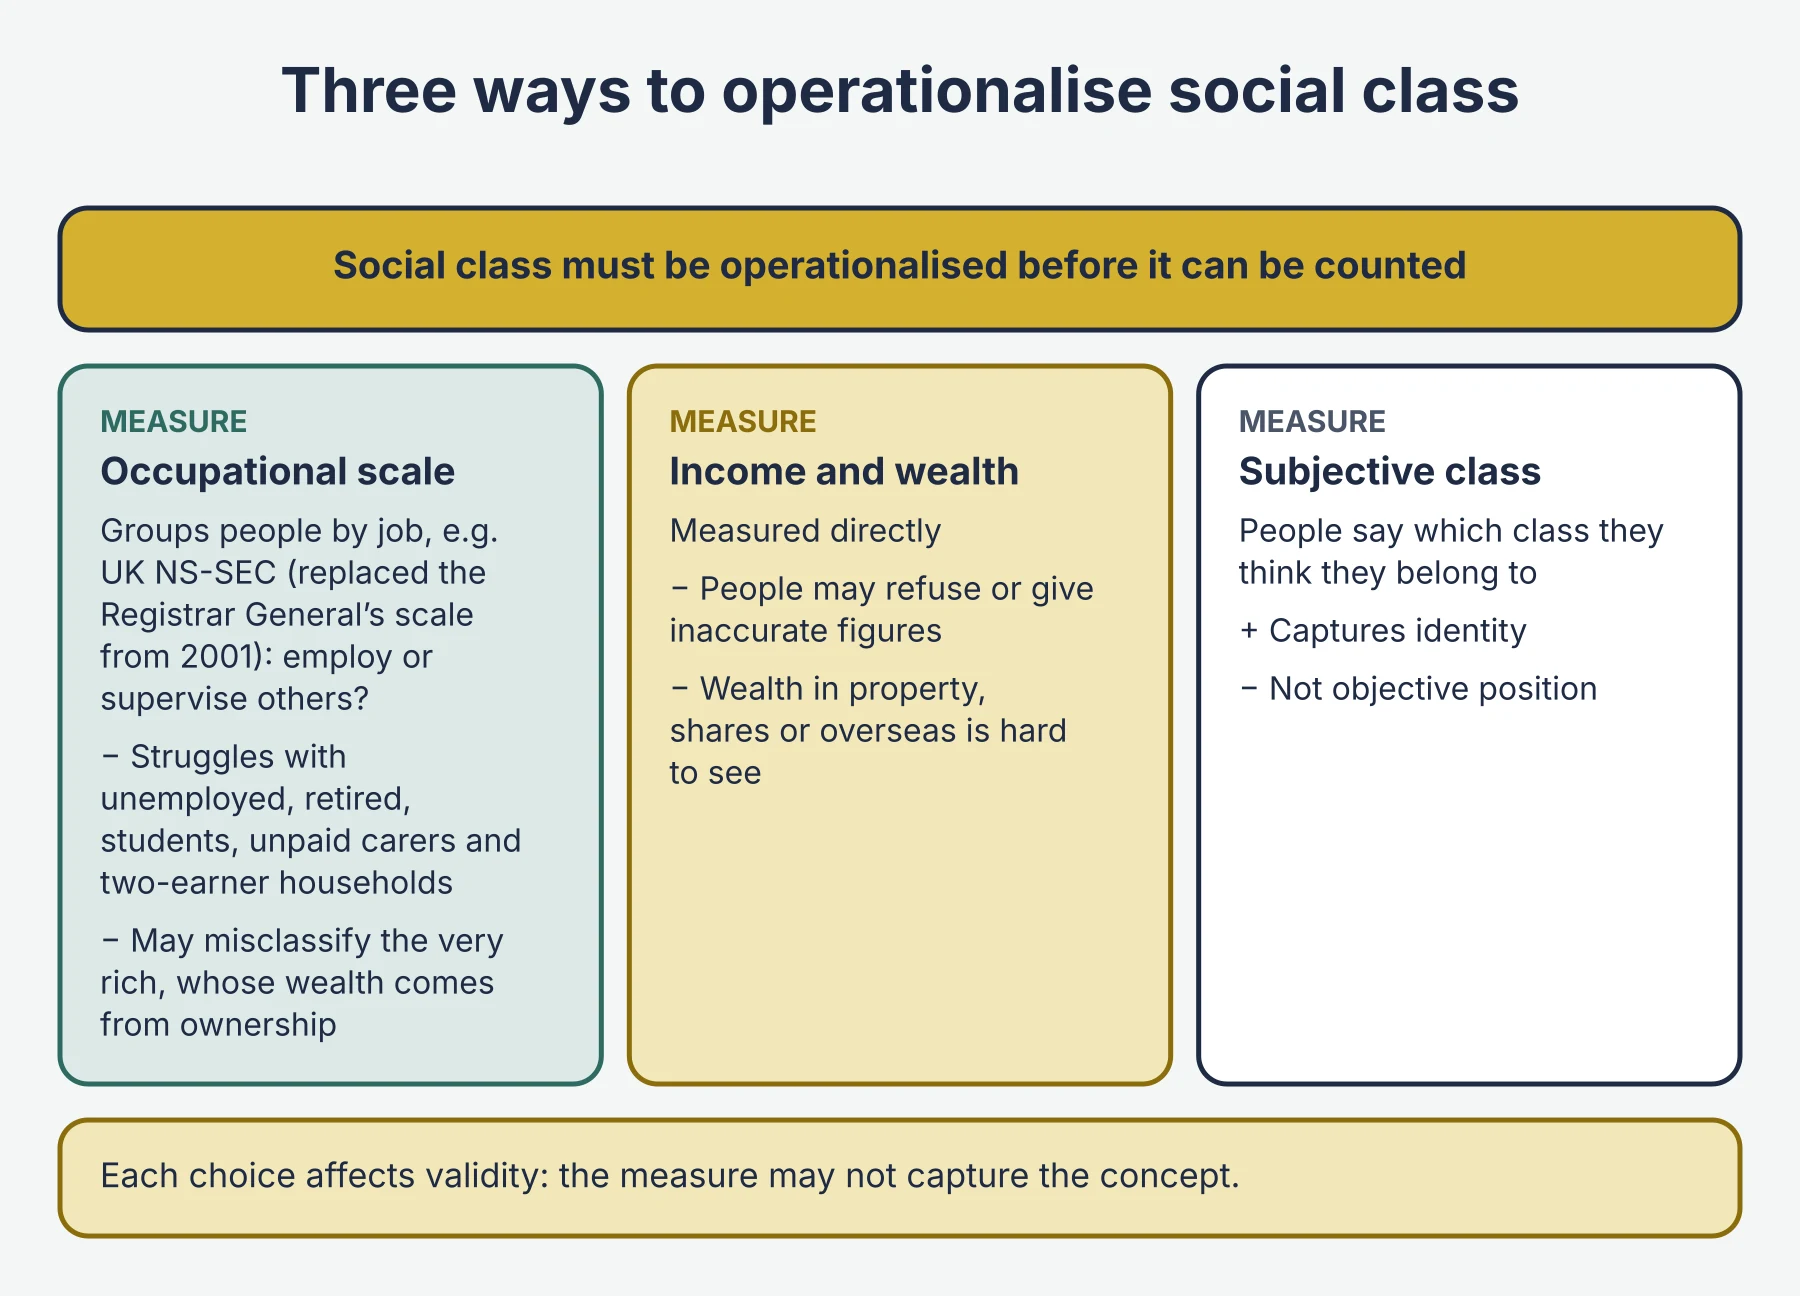 Three ways to operationalise social class
Social class must be operationalised before it can be counted
MEASURE
Occupational scale
Groups people by job, e.g.
UK NS-SEC (replaced the
Registrar General’s scale
from 2001): employ or
supervise others?
− Struggles with
unemployed, retired,
students, unpaid carers and
two-earner households
− May misclassify the very
rich, whose wealth comes
from ownership
MEASURE
Income and wealth
Measured directly
− People may refuse or give
inaccurate figures
− Wealth in property,
shares or overseas is hard
to see
MEASURE
Subjective class
People say which class they
think they belong to
+ Captures identity
− Not objective position
Each choice affects validity: the measure may not capture the concept.